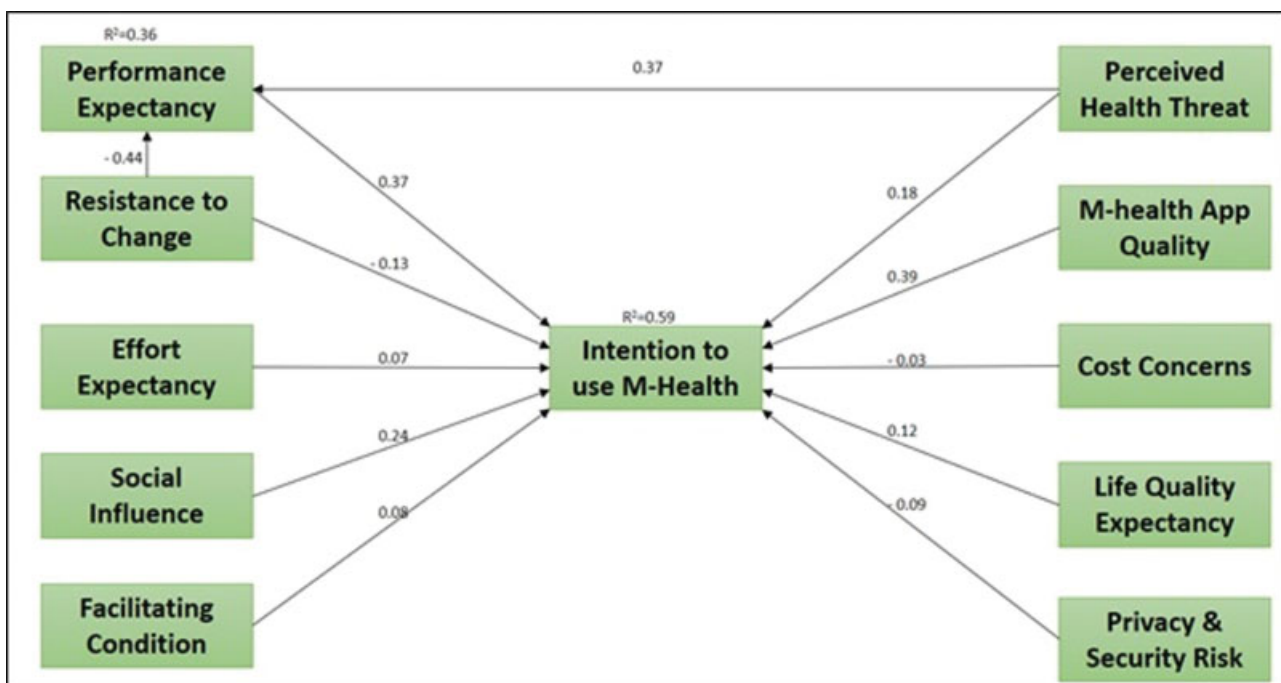 R²=0.36
Performance
Expectancy
0.37
Perceived
Health Threat
- 0.44
Resistance to
Change
0.37
0.18
M-health App
Quality
- 0.13
0.39
R²=0.59
Effort
Expectancy
0.07
Intention to
use M-Health
- 0.03
Cost Concerns
Social
Influence
0.24
0.12
Life Quality
Expectancy
0.08
- 0.09
Facilitating
Condition
Privacy &
Security Risk